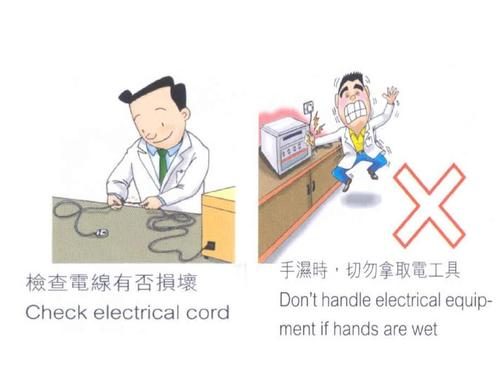 檢查電線有否損壞
Check electrical cord
手濕時，切勿拿取電工具
Don't handle electrical equip-
ment if hands are wet